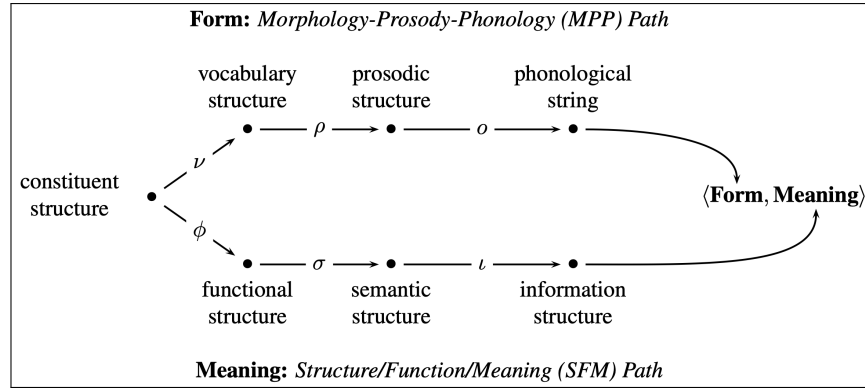 Form: Morphology-Prosody-Phonology (MPP) Path
vocabulary structure
prosodic structure
phonological string
ρ
o
ν
constituent structure
⟨Form, Meaning⟩
ϕ
σ
ι
functional structure
semantic structure
information structure
Meaning: Structure/Function/Meaning (SFM) Path